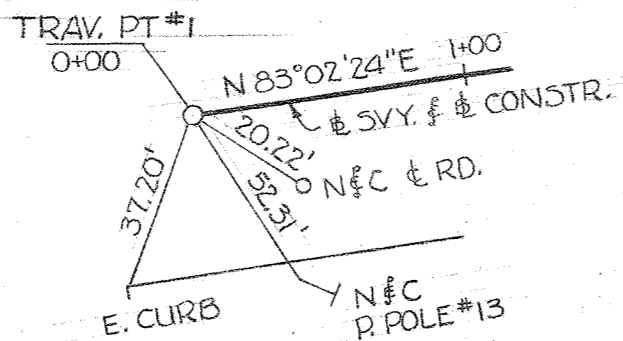 TRAV. PT #1
0+00
N 83°02'24"E
1+00
℄ SVY. & ℄ CONSTR.
20.22'
N&C ℄ RD.
37.20'
52.31'
E. CURB
N&C
P. POLE #13